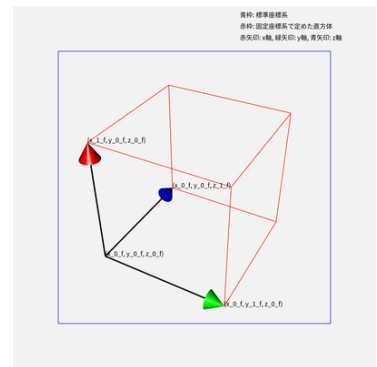 青枠: 標準座標系
赤枠: 固定座標系で定めた直方体
赤矢印: x軸, 緑矢印: y軸, 青矢印: z軸
(x_1_f, y_0_f, z_0_f)
(x_0_f, y_0_f, z_1_f)
(x_0_f, y_0_f, z_0_f)
(x_0_f, y_1_f, z_0_f)